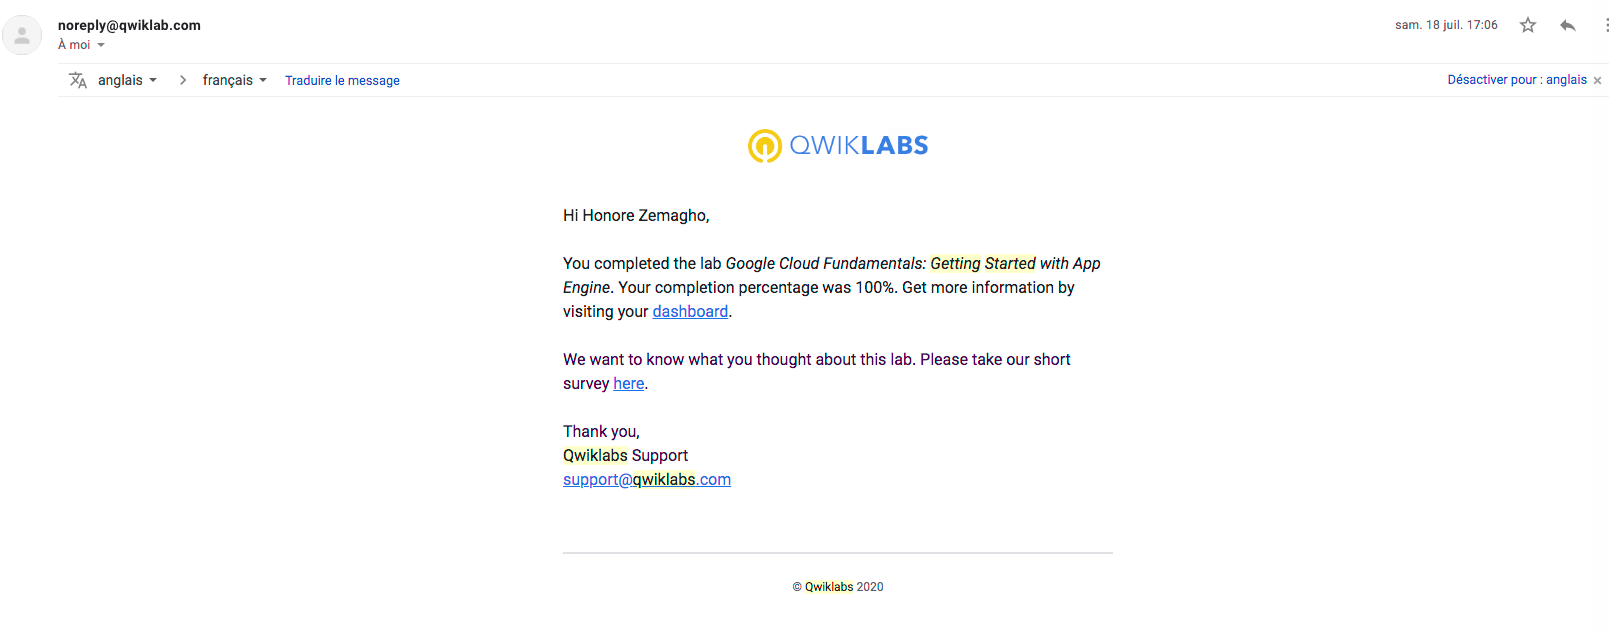 noreply@qwiklab.com
sam. 18 juil. 17:06
À moi
anglais
français
Traduire le message
Désactiver pour : anglais
QWIKLABS
Hi Honore Zemagho,
You completed the lab Google Cloud Fundamentals: Getting Started with App
Engine. Your completion percentage was 100%. Get more information by
visiting your dashboard.
We want to know what you thought about this lab. Please take our short
survey here.
Thank you,
Qwiklabs Support
support@qwiklabs.com
© Qwiklabs 2020